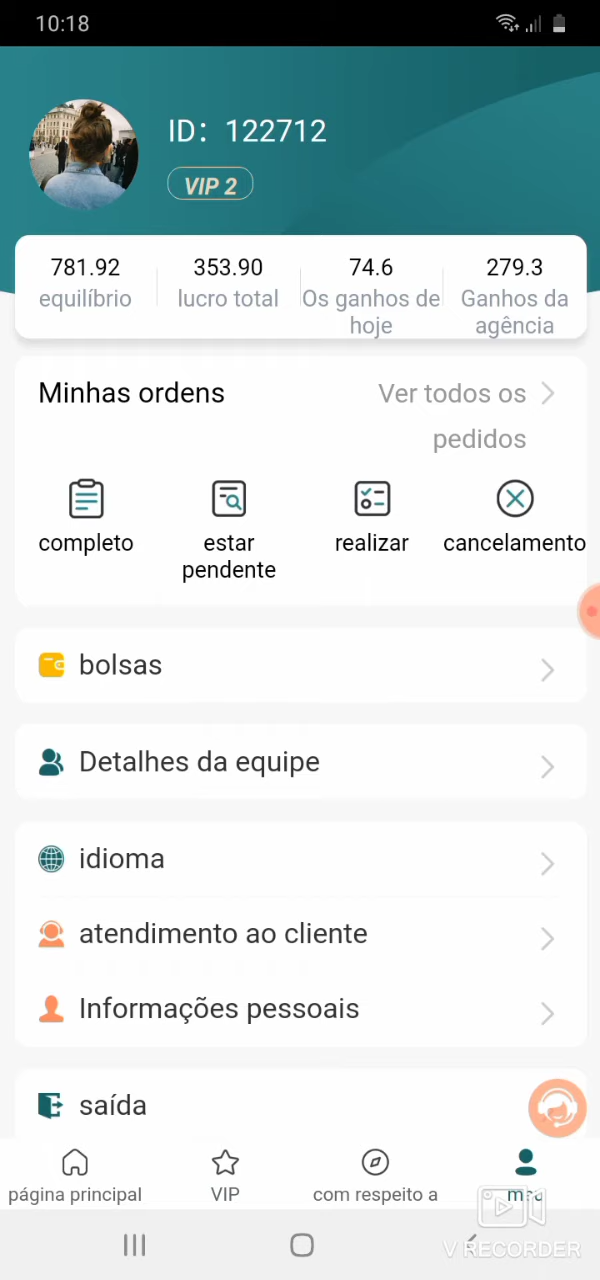 10:18
ID: 122712
VIP 2
781.92
353.90
74.6
279.3
equilíbrio
lucro total
Os ganhos de
hoje
Ganhos da
agência
Minhas ordens
Ver todos os
pedidos
completo
estar
pendente
realizar
cancelamento
bolsas
Detalhes da equipe
idioma
atendimento ao cliente
Informações pessoais
saída
página principal
VIP
com respeito a
V RECORDER